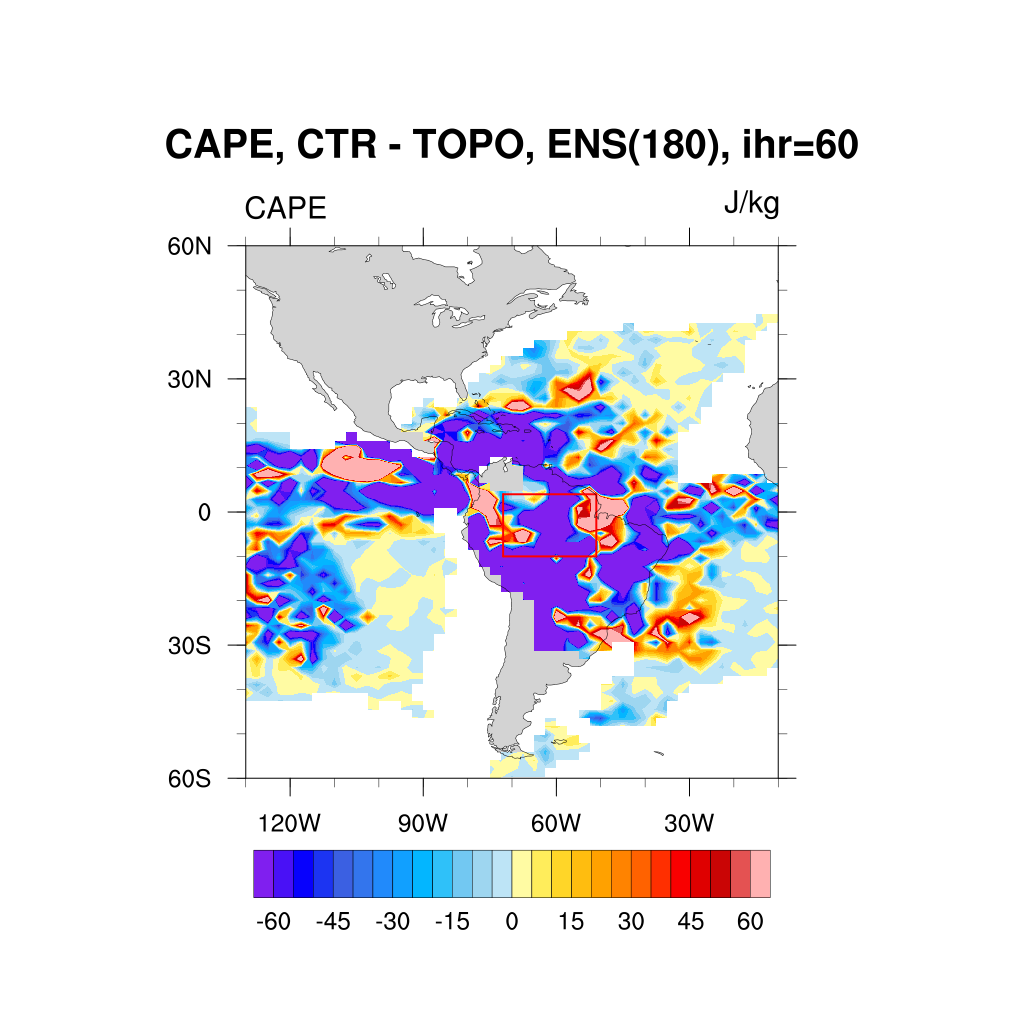 CAPE, CTR - TOPO, ENS(180), ihr=60
CAPE J/kg
60N
30N
0
30S
60S
120W 90W 60W 30W
-60 -45 -30 -15 0 15 30 45 60